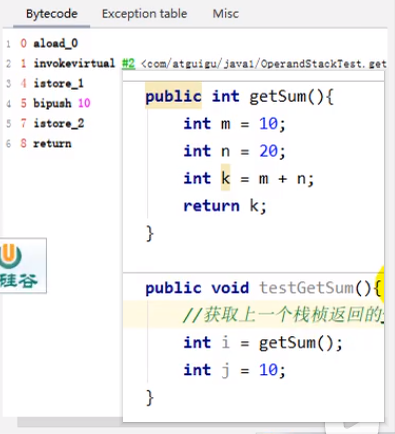 Bytecode Exception table Misc
1 0 aload_0
2 1 invokevirtual #2 <com/atguigu/java1/OperandStackTest.get
3 4 istore_1
4 5 bipush 10
5 7 istore_2
6 8 return
public int getSum(){
int m = 10;
int n = 20;
int k = m + n;
return k;
}
硅谷
public void testGetSum(){
//获取上一个栈桢返回的
int i = getSum();
int j = 10;
}